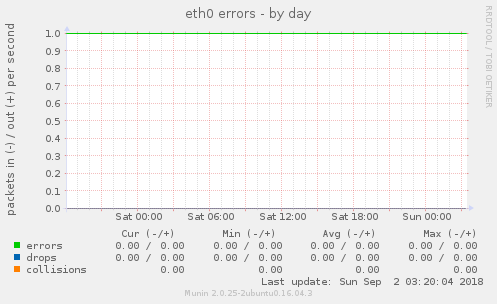 eth0 errors - by day
RRDTOOL / TOBI OETIKER
packets in (-) / out (+) per second
1.0
0.9
0.8
0.7
0.6
0.5
0.4
0.3
0.2
0.1
0.0
Sat 00:00 Sat 06:00 Sat 12:00 Sat 18:00 Sun 00:00
Cur (-/+) Min (-/+) Avg (-/+) Max (-/+)
errors 0.00 / 0.00 0.00 / 0.00 0.00 / 0.00 0.00 / 0.00
drops 0.00 / 0.00 0.00 / 0.00 0.00 / 0.00 0.00 / 0.00
collisions 0.00 0.00 0.00 0.00
Last update: Sun Sep 2 03:20:04 2018
Munin 2.0.25-2ubuntu0.16.04.3